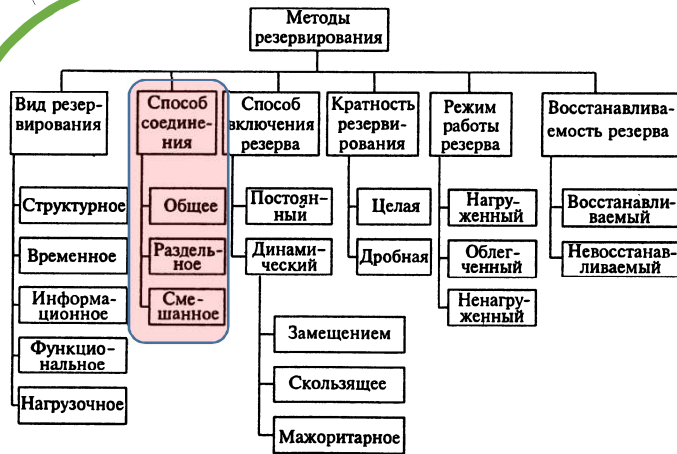 Методы
резервирования
Вид резер-
вирования
Способ
соедине-
ния
Способ
включения
резерва
Кратность
резерви-
рования
Режим
работы
резерва
Восстанавлива-
емость резерва
Структурное
Временное
Информа-
ционное
Функцио-
нальное
Нагрузочное
Общее
Раздель-
ное
Сме-
шанное
Постоян-
ный
Динами-
ческий
Замещением
Скользящее
Мажоритарное
Целая
Дробная
Нагру-
женный
Облег-
ченный
Ненагру-
женный
Восстанавли-
ваемый
Невосстанав-
ливаемый